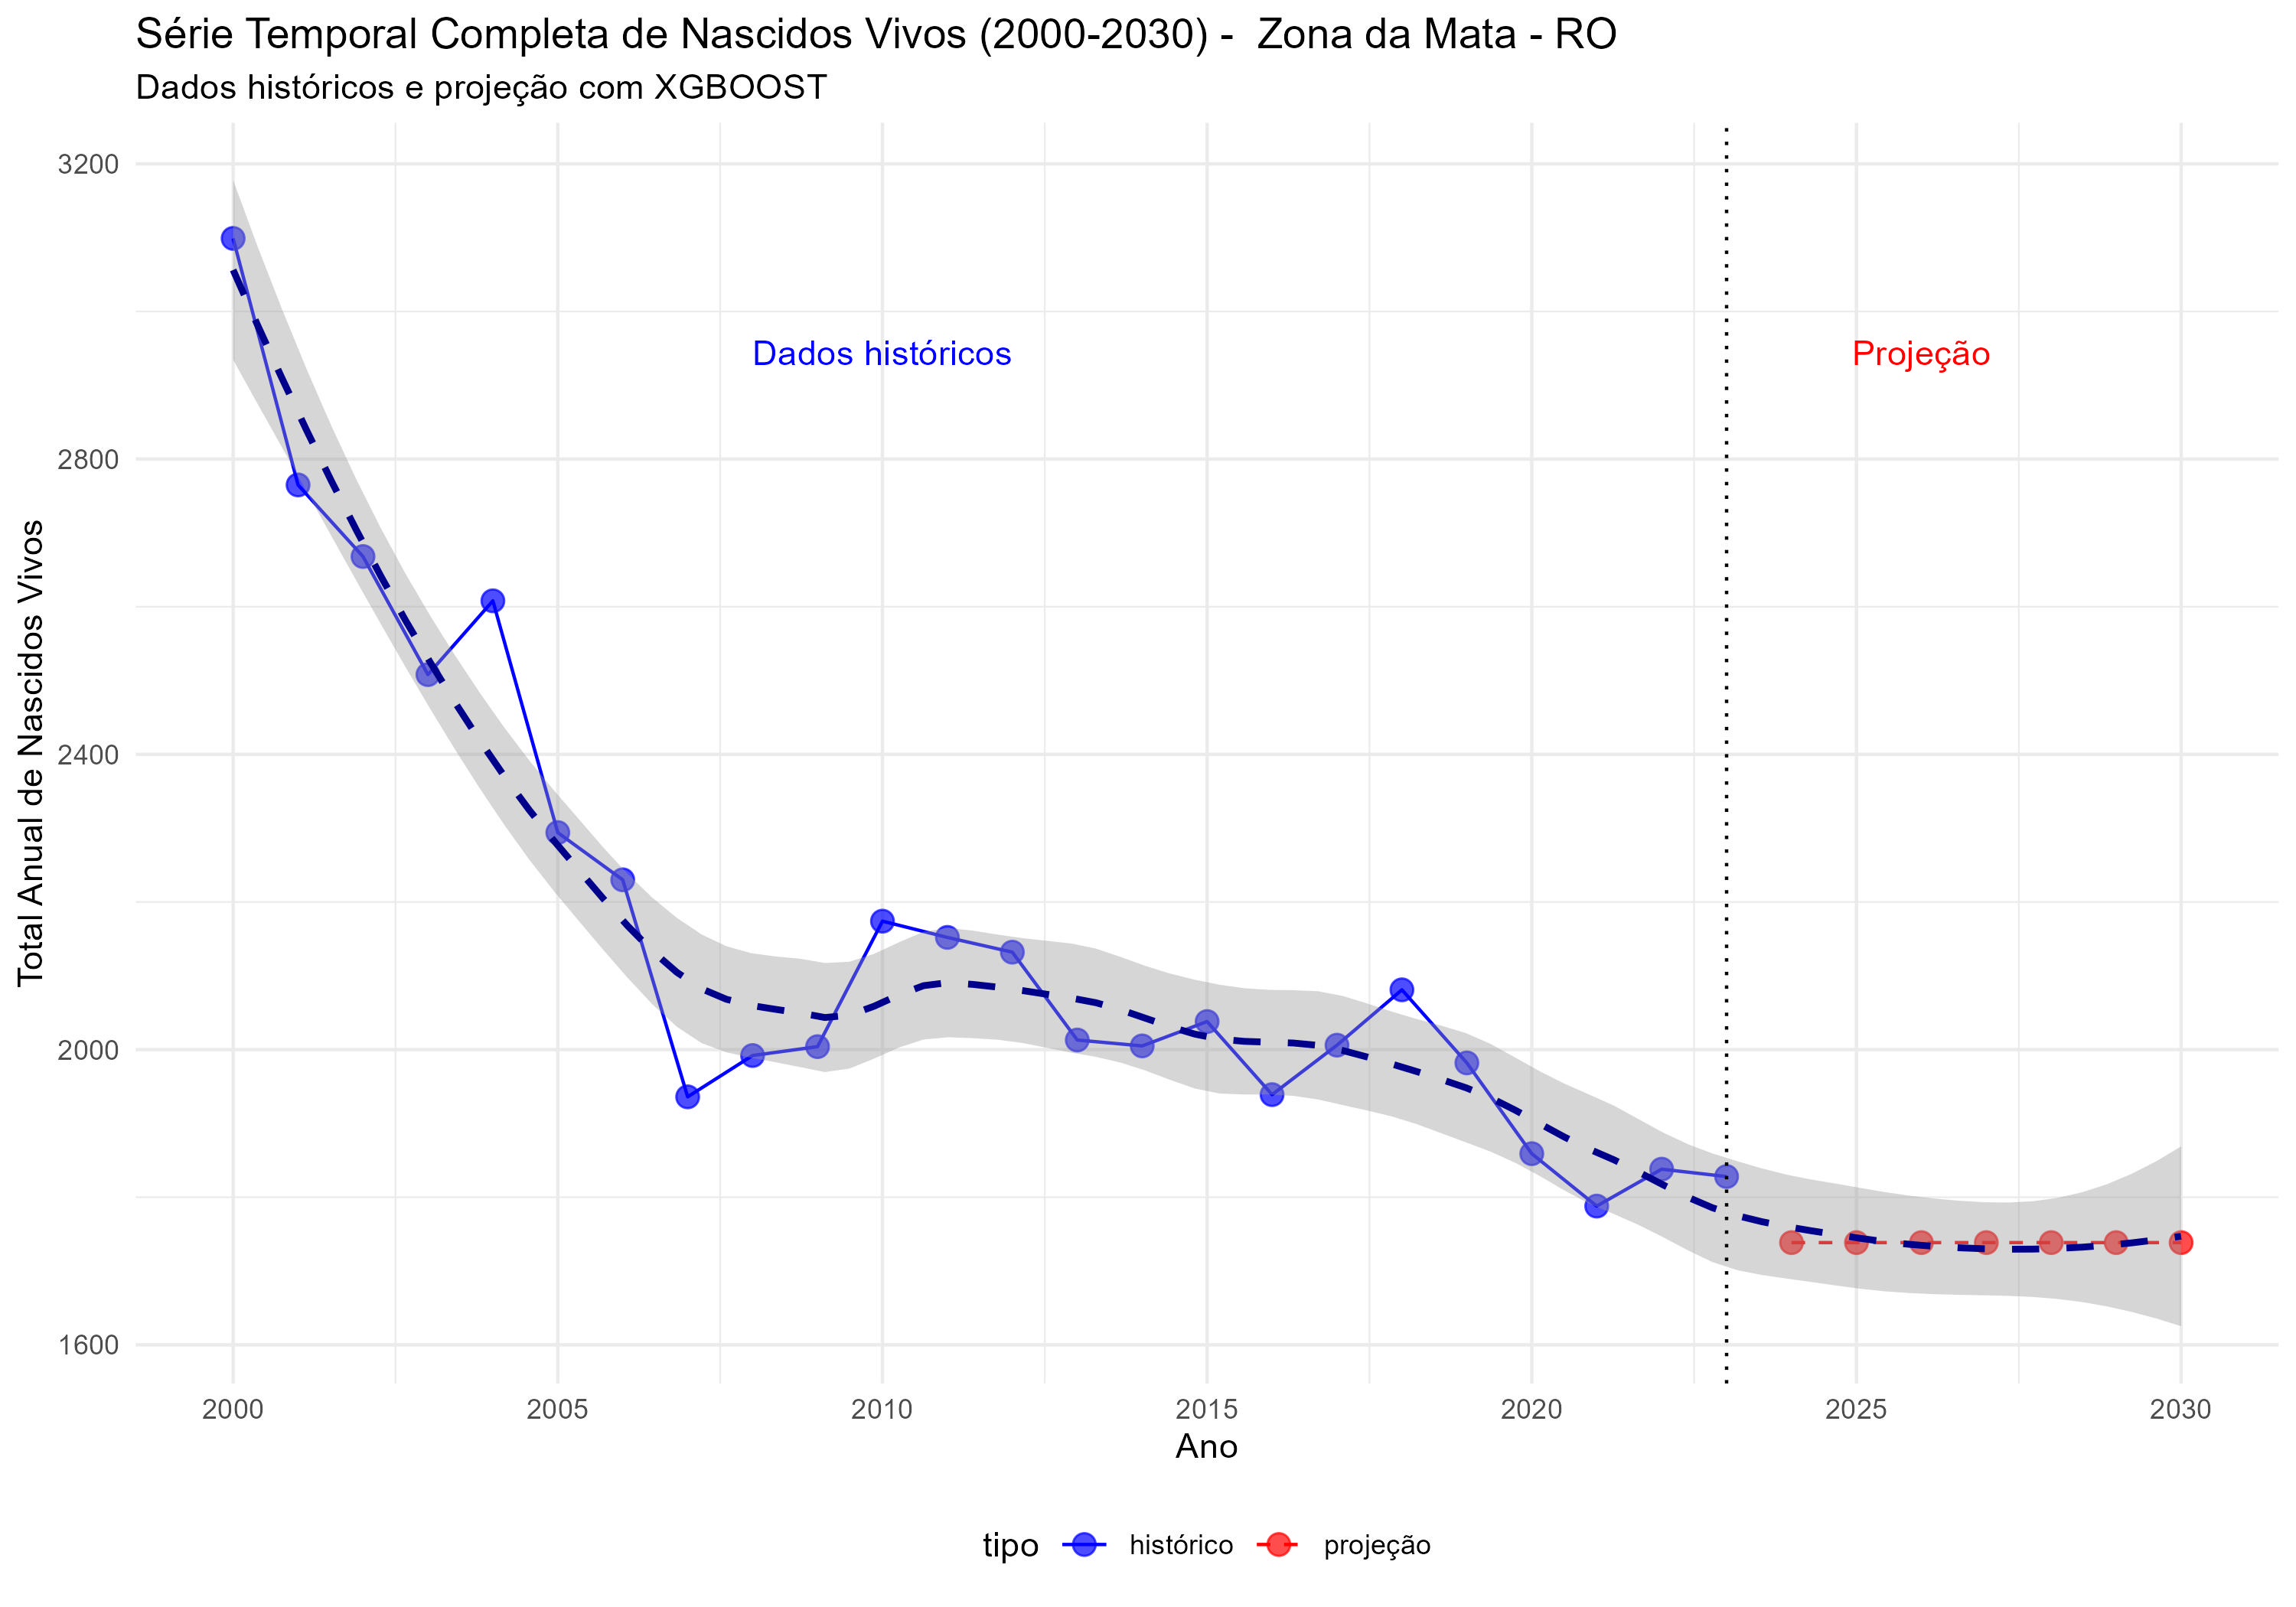 Série Temporal Completa de Nascidos Vivos (2000-2030) -  Zona da Mata - RO
Dados históricos e projeção com XGBOOST
Total Anual de Nascidos Vivos
3200
2800
2400
2000
1600
Dados históricos
Projeção
2000
2005
2010
2015
2020
2025
2030
Ano
tipo
histórico
projeção